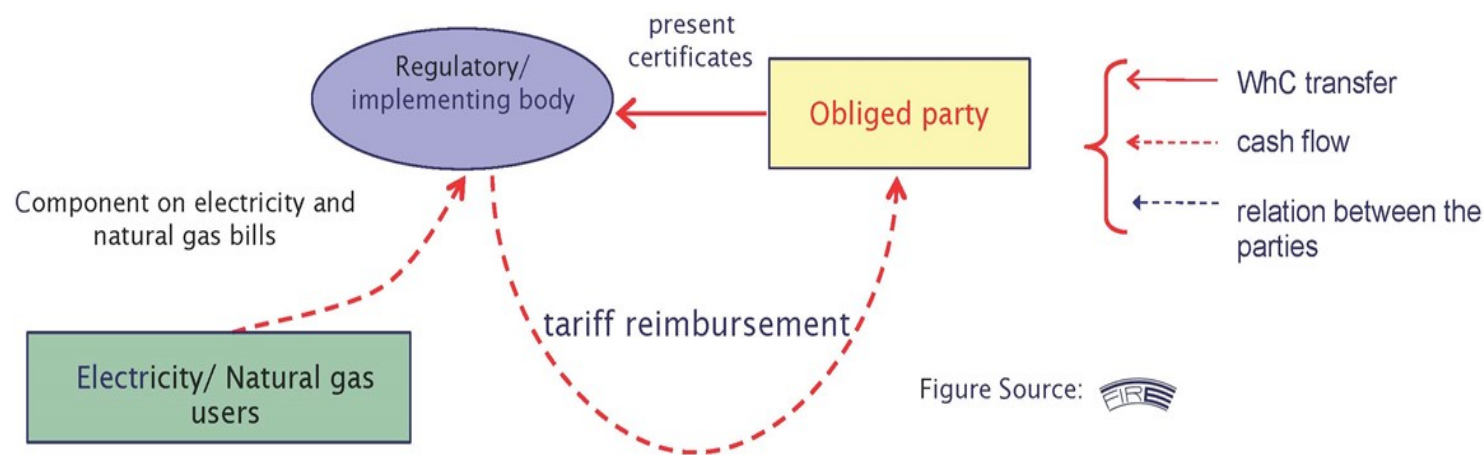 present
certificates
Regulatory/
implementing body
Obliged party
WhC transfer
cash flow
relation between the
parties
Component on electricity and
natural gas bills
tariff reimbursement
Electricity/ Natural gas
users
Figure Source:
FIRE